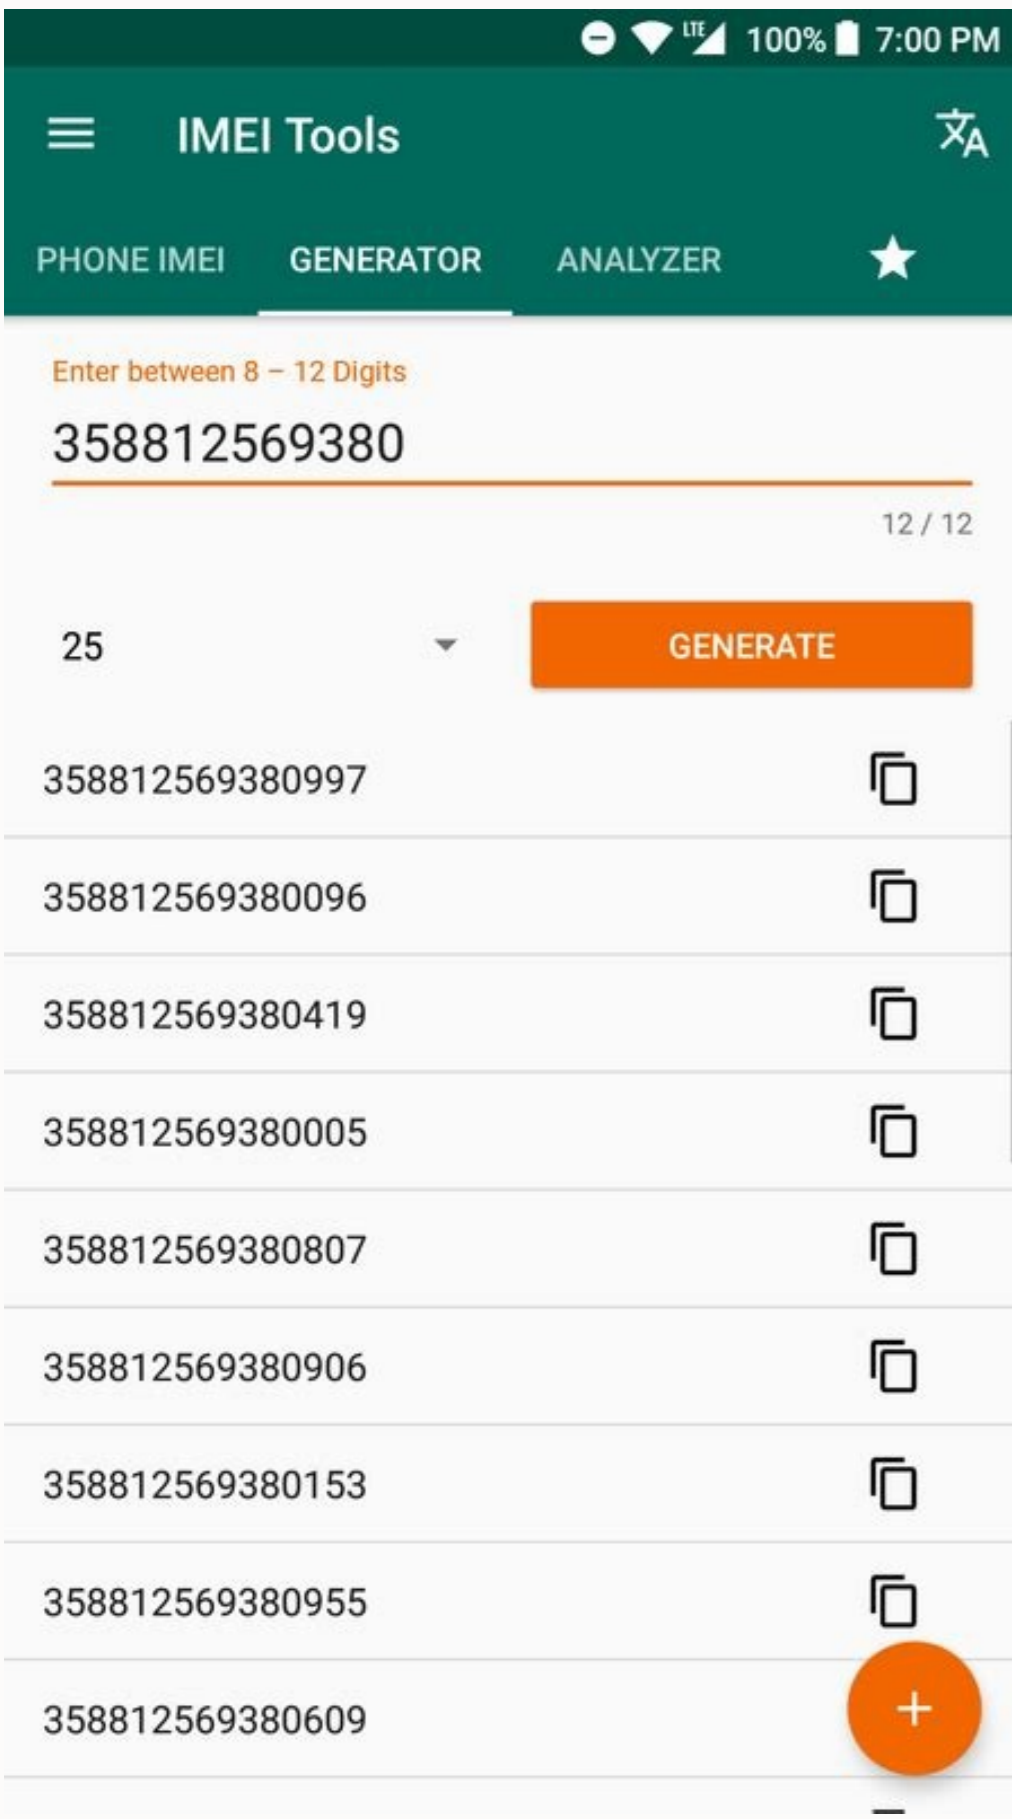 LTE 100% 7:00 PM
IMEI Tools
PHONE IMEI GENERATOR ANALYZER
Enter between 8 – 12 Digits
358812569380
12 / 12
25 GENERATE
358812569380997
358812569380096
358812569380419
358812569380005
358812569380807
358812569380906
358812569380153
358812569380955
358812569380609